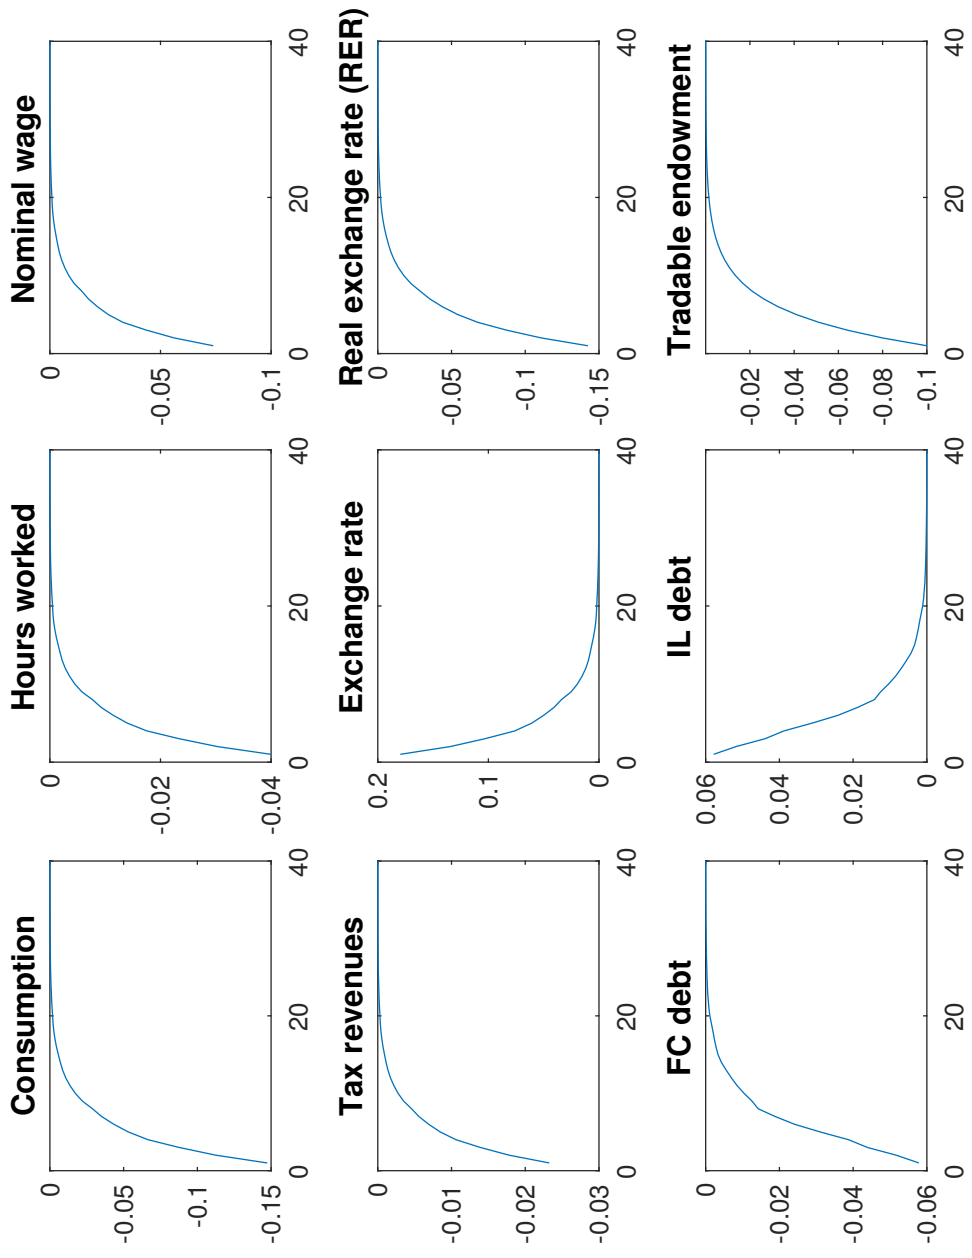 Consumption
0
-0.05
-0.1
-0.15
0 20 40
Hours worked
0
-0.02
-0.04
0 20 40
Nominal wage
0
-0.05
-0.1
0 20 40
Tax revenues
0
-0.01
-0.02
-0.03
0 20 40
Exchange rate
0.2
0.1
0
0 20 40
Real exchange rate (RER)
0
-0.05
-0.1
-0.15
0 20 40
FC debt
0
-0.02
-0.04
-0.06
0 20 40
IL debt
0.06
0.04
0.02
0
0 20 40
Tradable endowment
-0.02
-0.04
-0.06
-0.08
-0.1
0 20 40